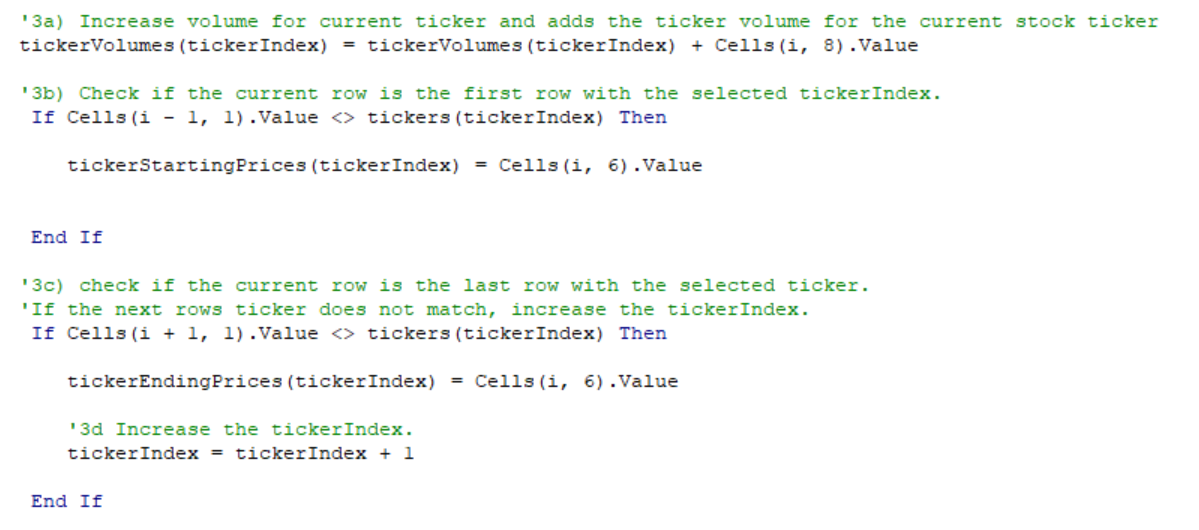 '3a) Increase volume for current ticker and adds the ticker volume for the current stock ticker
tickerVolumes(tickerIndex) = tickerVolumes(tickerIndex) + Cells(i, 8).Value
'3b) Check if the current row is the first row with the selected tickerIndex.
If Cells(i - 1, 1).Value <> tickers(tickerIndex) Then
tickerStartingPrices(tickerIndex) = Cells(i, 6).Value
End If
'3c) check if the current row is the last row with the selected ticker.
'If the next rows ticker does not match, increase the tickerIndex.
If Cells(i + 1, 1).Value <> tickers(tickerIndex) Then
tickerEndingPrices(tickerIndex) = Cells(i, 6).Value
'3d Increase the tickerIndex.
tickerIndex = tickerIndex + 1
End If